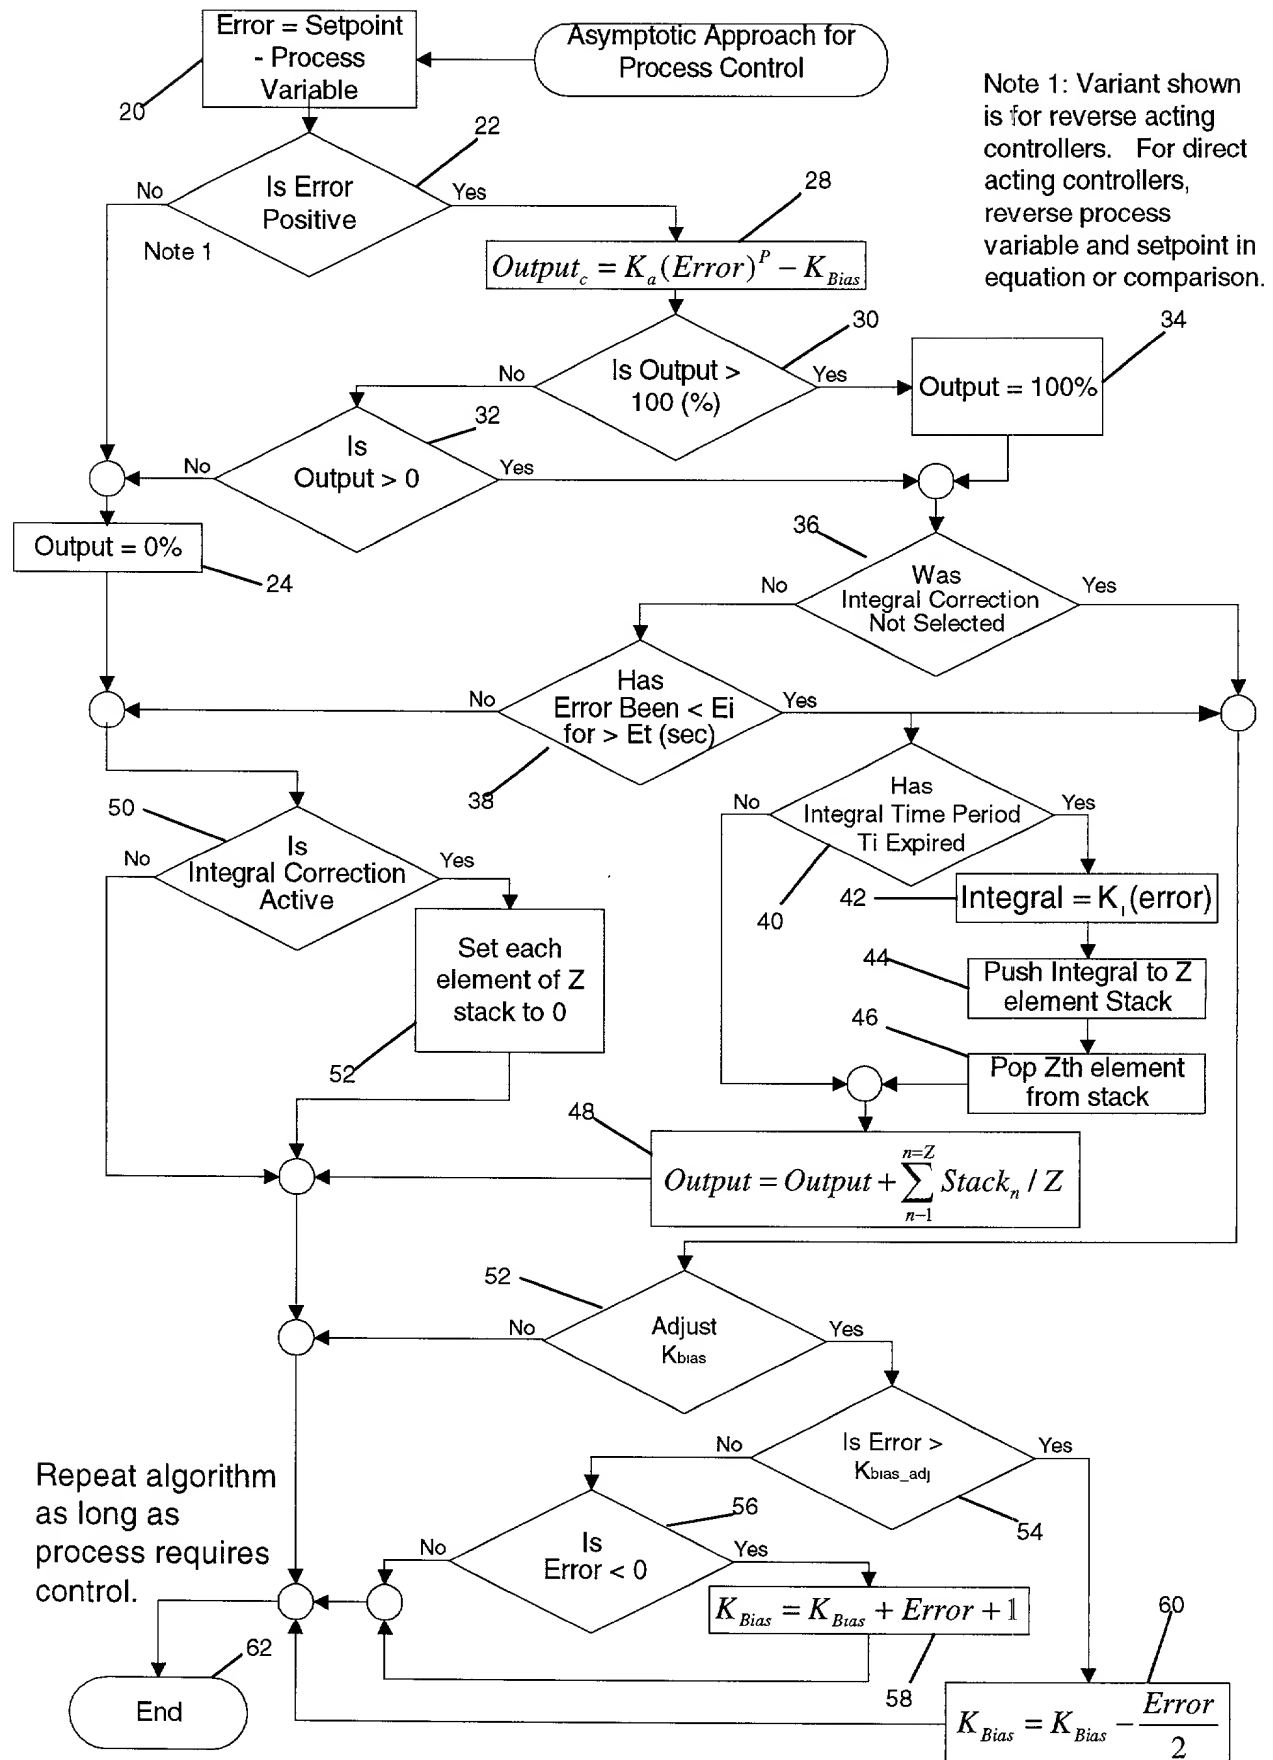 Error = Setpoint
- Process
Variable
20
Asymptotic Approach for
Process Control
Note 1: Variant shown
is for reverse acting
controllers. For direct
acting controllers,
reverse process
variable and setpoint in
equation or comparison.
22
No
Is Error
Positive
Yes
Note 1
28
Output_c = K_a (Error)^P − K_Bias
30
34
No
Is Output >
100 (%)
Yes
Output = 100%
32
No
Is
Output > 0
Yes
Output = 0%
24
36
No
Was
Integral Correction
Not Selected
Yes
No
Has
Error Been < Ei
for > Et (sec)
Yes
38
50
No
Is
Integral Correction
Active
Yes
No
Has
Integral Time Period
Ti Expired
Yes
40
42
Integral = K_I (error)
Set each
element of Z
stack to 0
52
44
Push Integral to Z
element Stack
46
Pop Zth element
from stack
48
n=Z
Output = Output + ∑ Stack_n / Z
n−1
52
No
Adjust
Kbias
Yes
No
Is Error >
Kbias_adj
Yes
54
Repeat algorithm
as long as
process requires
control.
56
No
Is
Error < 0
Yes
K_Bias = K_Bias + Error + 1
58
60
62
End
K_Bias = K_Bias − Error
2